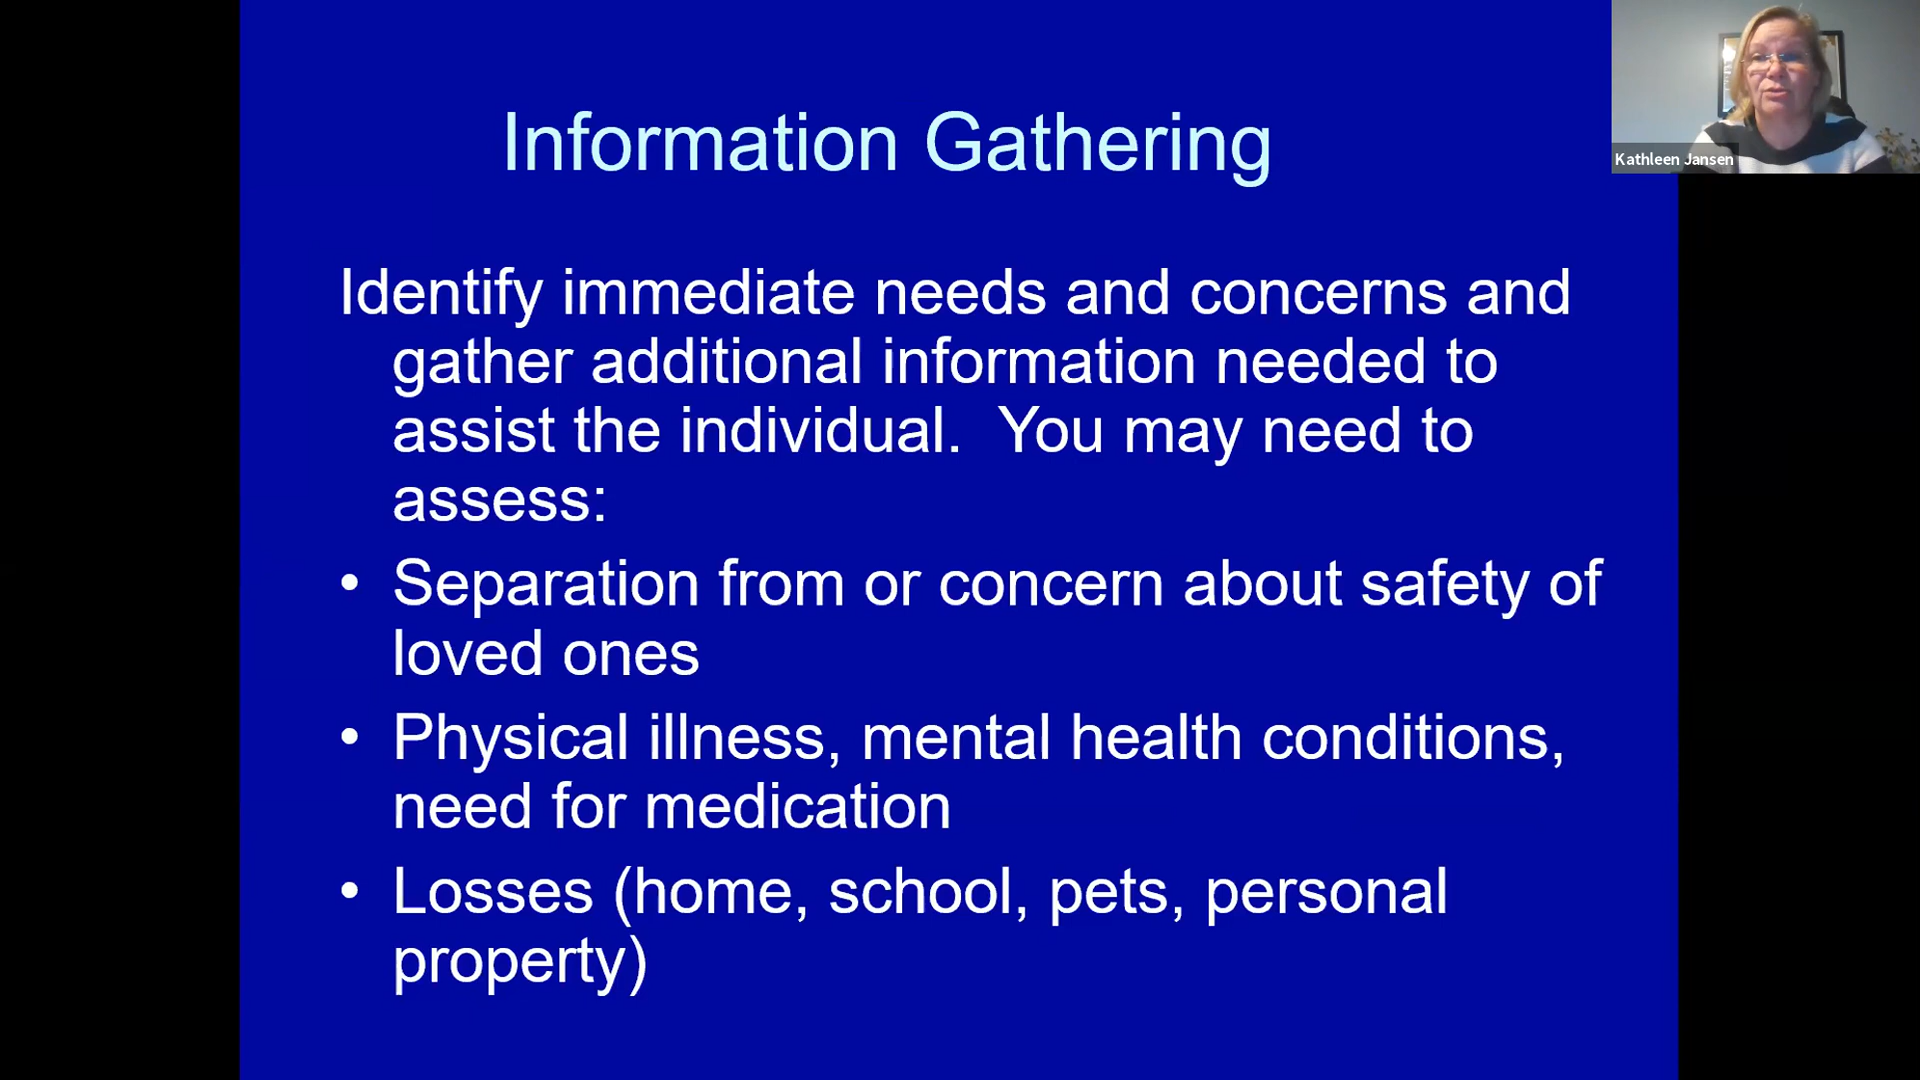 Information Gathering
Kathleen Jansen
Identify immediate needs and concerns and
gather additional information needed to
assist the individual.  You may need to
assess:
• Separation from or concern about safety of
loved ones
• Physical illness, mental health conditions,
need for medication
• Losses (home, school, pets, personal
property)